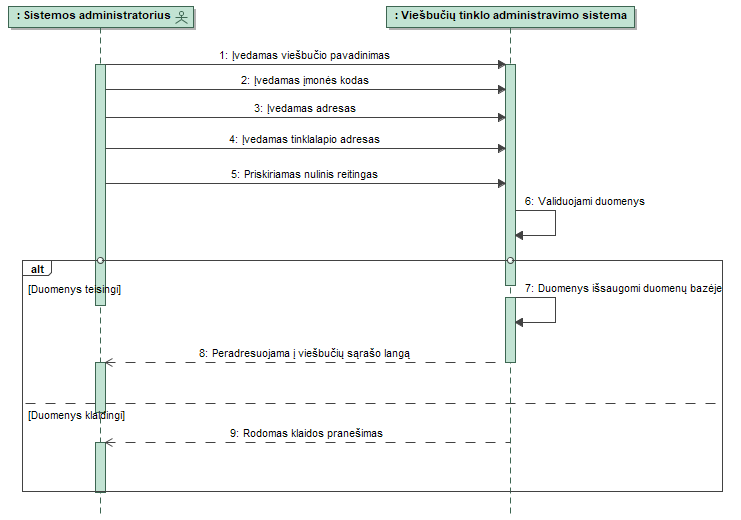 : Sistemos administratorius
: Viešbučių tinklo administravimo sistema
1: Įvedamas viešbučio pavadinimas
2: Įvedamas įmonės kodas
3: Įvedamas adresas
4: Įvedamas tinklalapio adresas
5: Priskiriamas nulinis reitingas
6: Validuojami duomenys
alt
[Duomenys teisingi]
7: Duomenys išsaugomi duomenų bazėje
8: Peradresuojama į viešbučių sąrašo langą
[Duomenys klaidingi]
9: Rodomas klaidos pranešimas